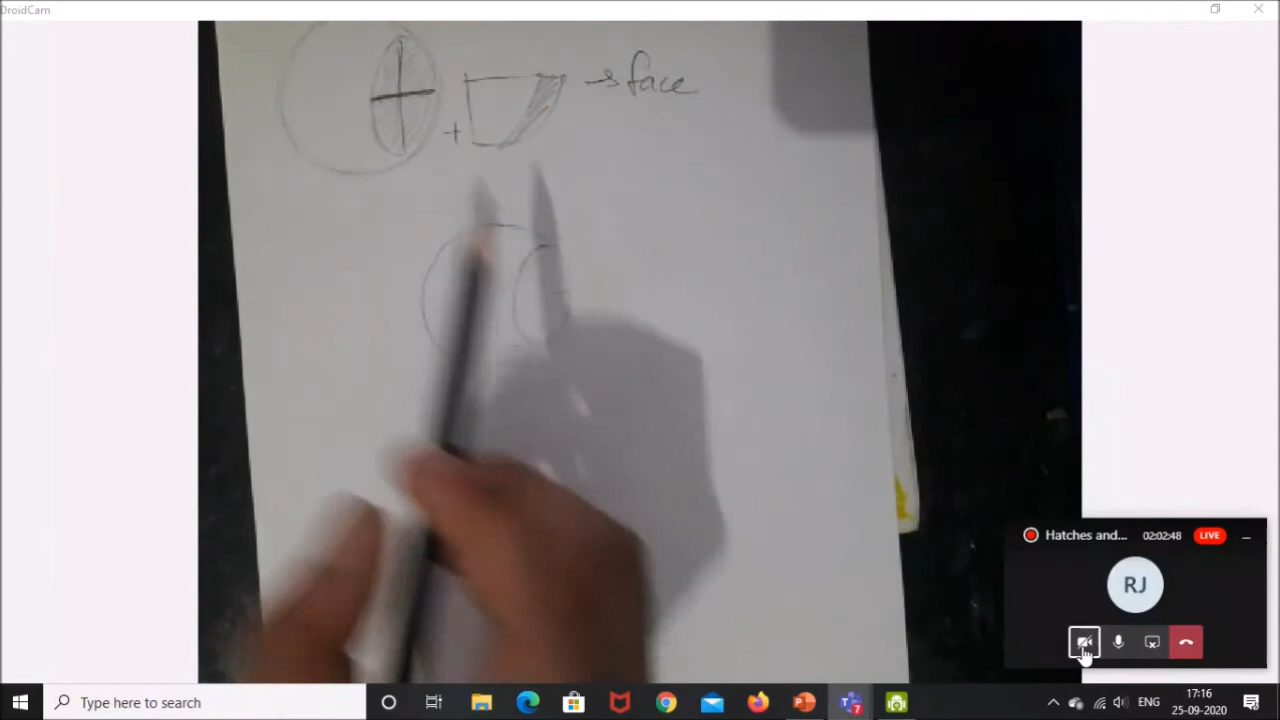 DroidCam
→ face
+
Hatches and... 02:02:48 LIVE
RJ
Type here to search
7
ENG
17:16
25-09-2020